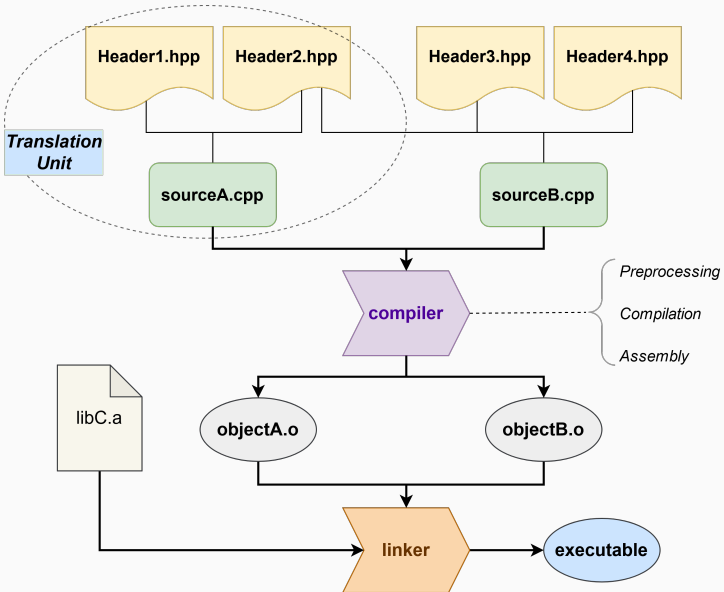 Header1.hpp
Header2.hpp
Header3.hpp
Header4.hpp
Translation
Unit
sourceA.cpp
sourceB.cpp
compiler
Preprocessing
Compilation
Assembly
libC.a
objectA.o
objectB.o
linker
executable